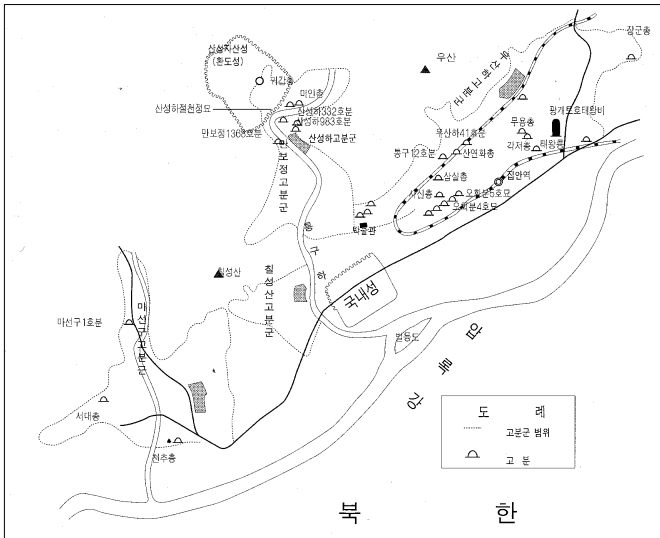 장군총
우산
우산하고분군
산성자산성
(환도성)
귀갑총
미인총
산성하332호분
산성하983호분
산성하절천정묘
만보정1368호분
산성하고분군
만보정고분군
광개토호태왕비
무용총
각저총
태왕릉
우산하41호분
통구12호분
산연화총
삼실총
집안역
사신총
오회분5호묘
오회분4호묘
박물관
통구하
칠성산
칠성산고분군
국내성
벌등도
압록강
마선구1호분
마선구고분군
서대총
천추총
도 례
고분군 범위
고 분
북 한